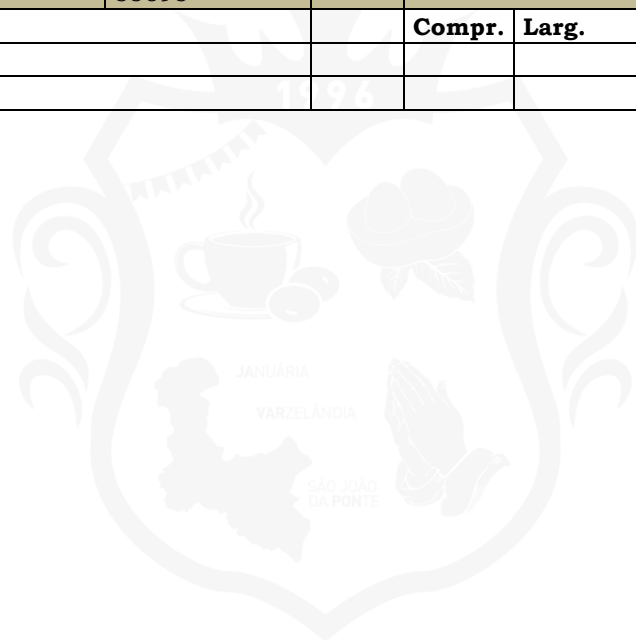 Compr. Larg.
1996
JANUÁRIA
VARZELÂNDIA
SÃO JOÃO
DA PONTE